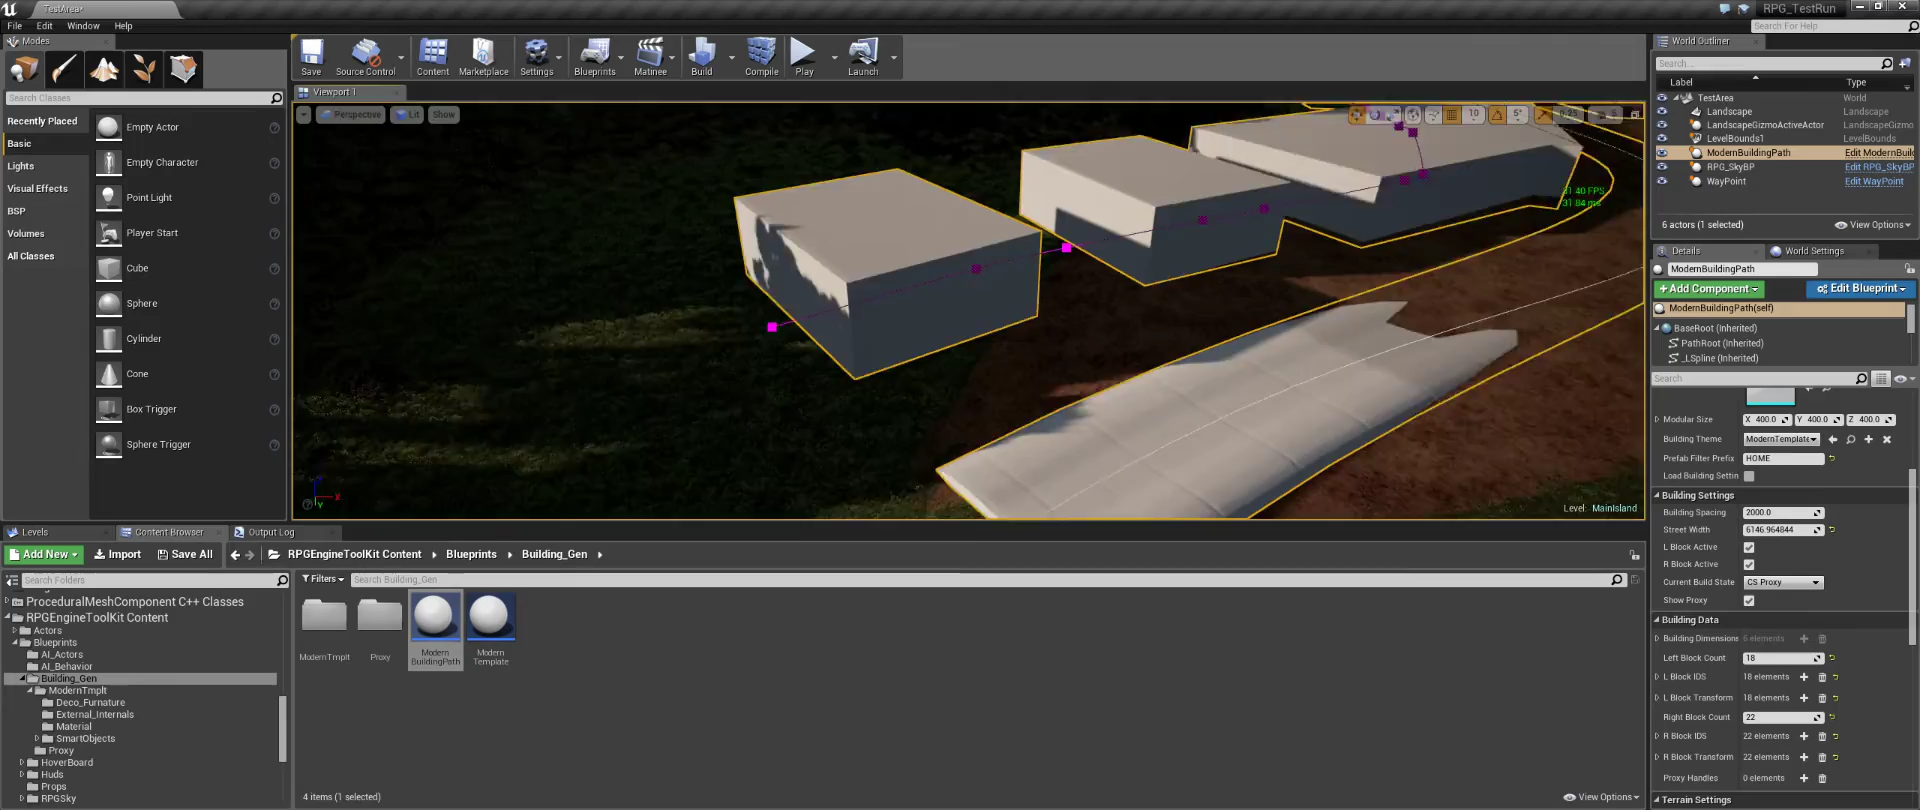 TestArea*
RPG_TestRun
File Edit Window Help
Search For Help
Modes
Search Classes
Recently Placed
Basic
Lights
Visual Effects
BSP
Volumes
All Classes
Empty Actor
Empty Character
Point Light
Player Start
Cube
Sphere
Cylinder
Cone
Box Trigger
Sphere Trigger
Save Source Control Content Marketplace Settings Blueprints Matinee Build Compile Play Launch
Viewport 1
Perspective Lit Show
10 5° 0.25
31.84 ms
Level: MainIsland
World Outliner
Search...
Label Type
TestArea World
Landscape Landscape
LandscapeGizmoActiveActor LandscapeGizmo
LevelBounds1 LevelBounds
ModernBuildingPath Edit ModernBuil
RPG_SkyBP Edit RPG_SkyBP
WayPoint Edit WayPoint
6 actors (1 selected) View Options
Details World Settings
ModernBuildingPath
+ Add Component Edit Blueprint
ModernBuildingPath(self)
BaseRoot (Inherited)
PathRoot (Inherited)
_LSpline (Inherited)
Search
Modular Size X 400.0 Y 400.0 Z 400.0
Building Theme ModernTemplate
Prefab Filter Prefix HOME
Load Building Settin
Building Settings
Building Spacing 2000.0
Street Width 6146.964844
L Block Active
R Block Active
Current Build State CS Proxy
Show Proxy
Building Data
Building Dimensions 6 elements
Left Block Count 18
L Block IDS 18 elements
L Block Transform 18 elements
Right Block Count 22
R Block IDS 22 elements
R Block Transform 22 elements
Proxy Handles 0 elements
Terrain Settings
Levels Content Browser Output Log
Add New Import Save All RPGEngineToolKit Content Blueprints Building_Gen
Search Folders
ProceduralMeshComponent C++ Classes
RPGEngineToolKit Content
Actors
Blueprints
AI_Actors
AI_Behavior
Building_Gen
ModernTmplt
Deco_Furnature
External_Internals
Material
SmartObjects
Proxy
HoverBoard
Huds
Props
RPGSky
Filters Search Building_Gen
ModernTmplt
Proxy
Modern BuildingPath
Modern Template
4 items (1 selected) View Options